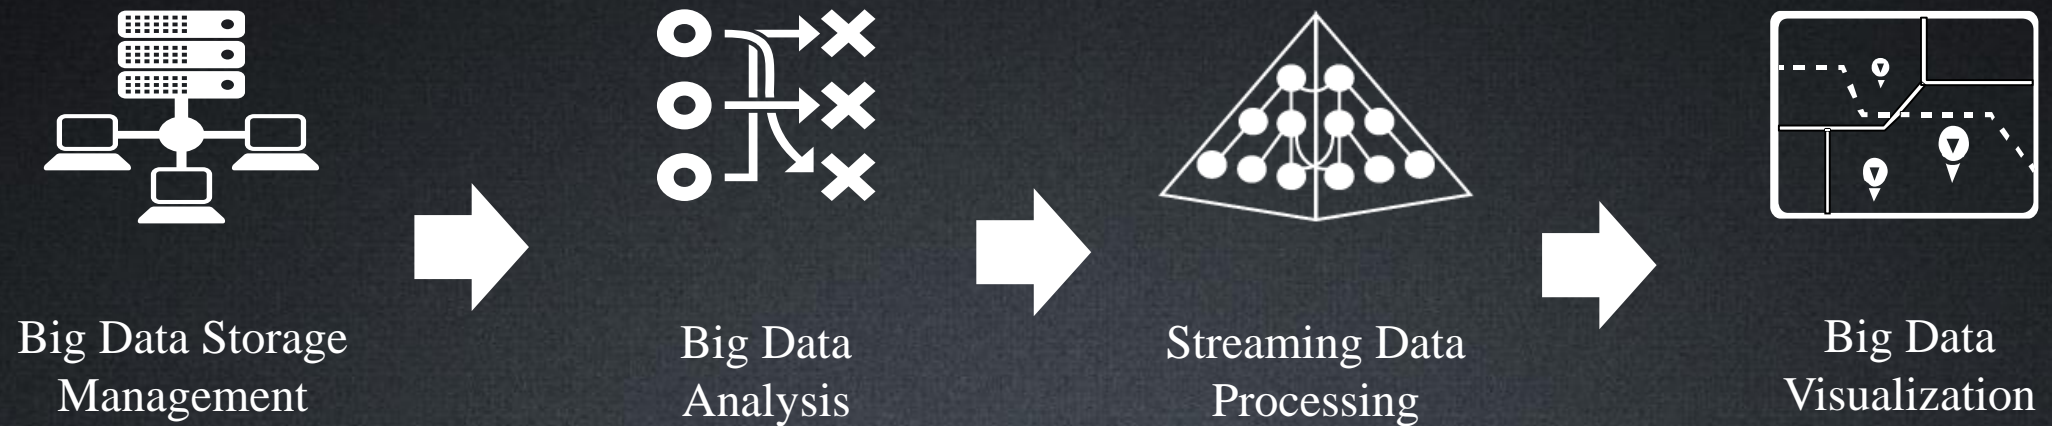 Big Data Storage
Management
Big Data
Analysis
Streaming Data
Processing
Big Data
Visualization